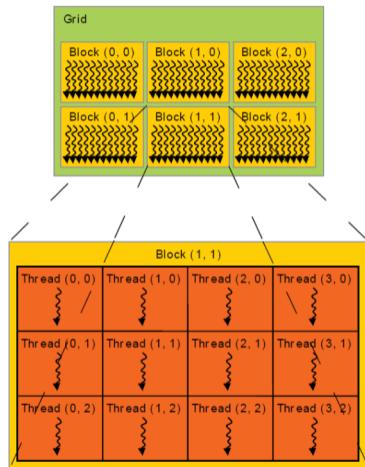 Grid
Block (0, 0) Block (1, 0) Block (2, 0)
Block (0, 1) Block (1, 1) Block (2, 1)
Block (1, 1)
Thread (0, 0) Thread (1, 0) Thread (2, 0) Thread (3, 0)
Thread (0, 1) Thread (1, 1) Thread (2, 1) Thread (3, 1)
Thread (0, 2) Thread (1, 2) Thread (2, 2) Thread (3, 2)